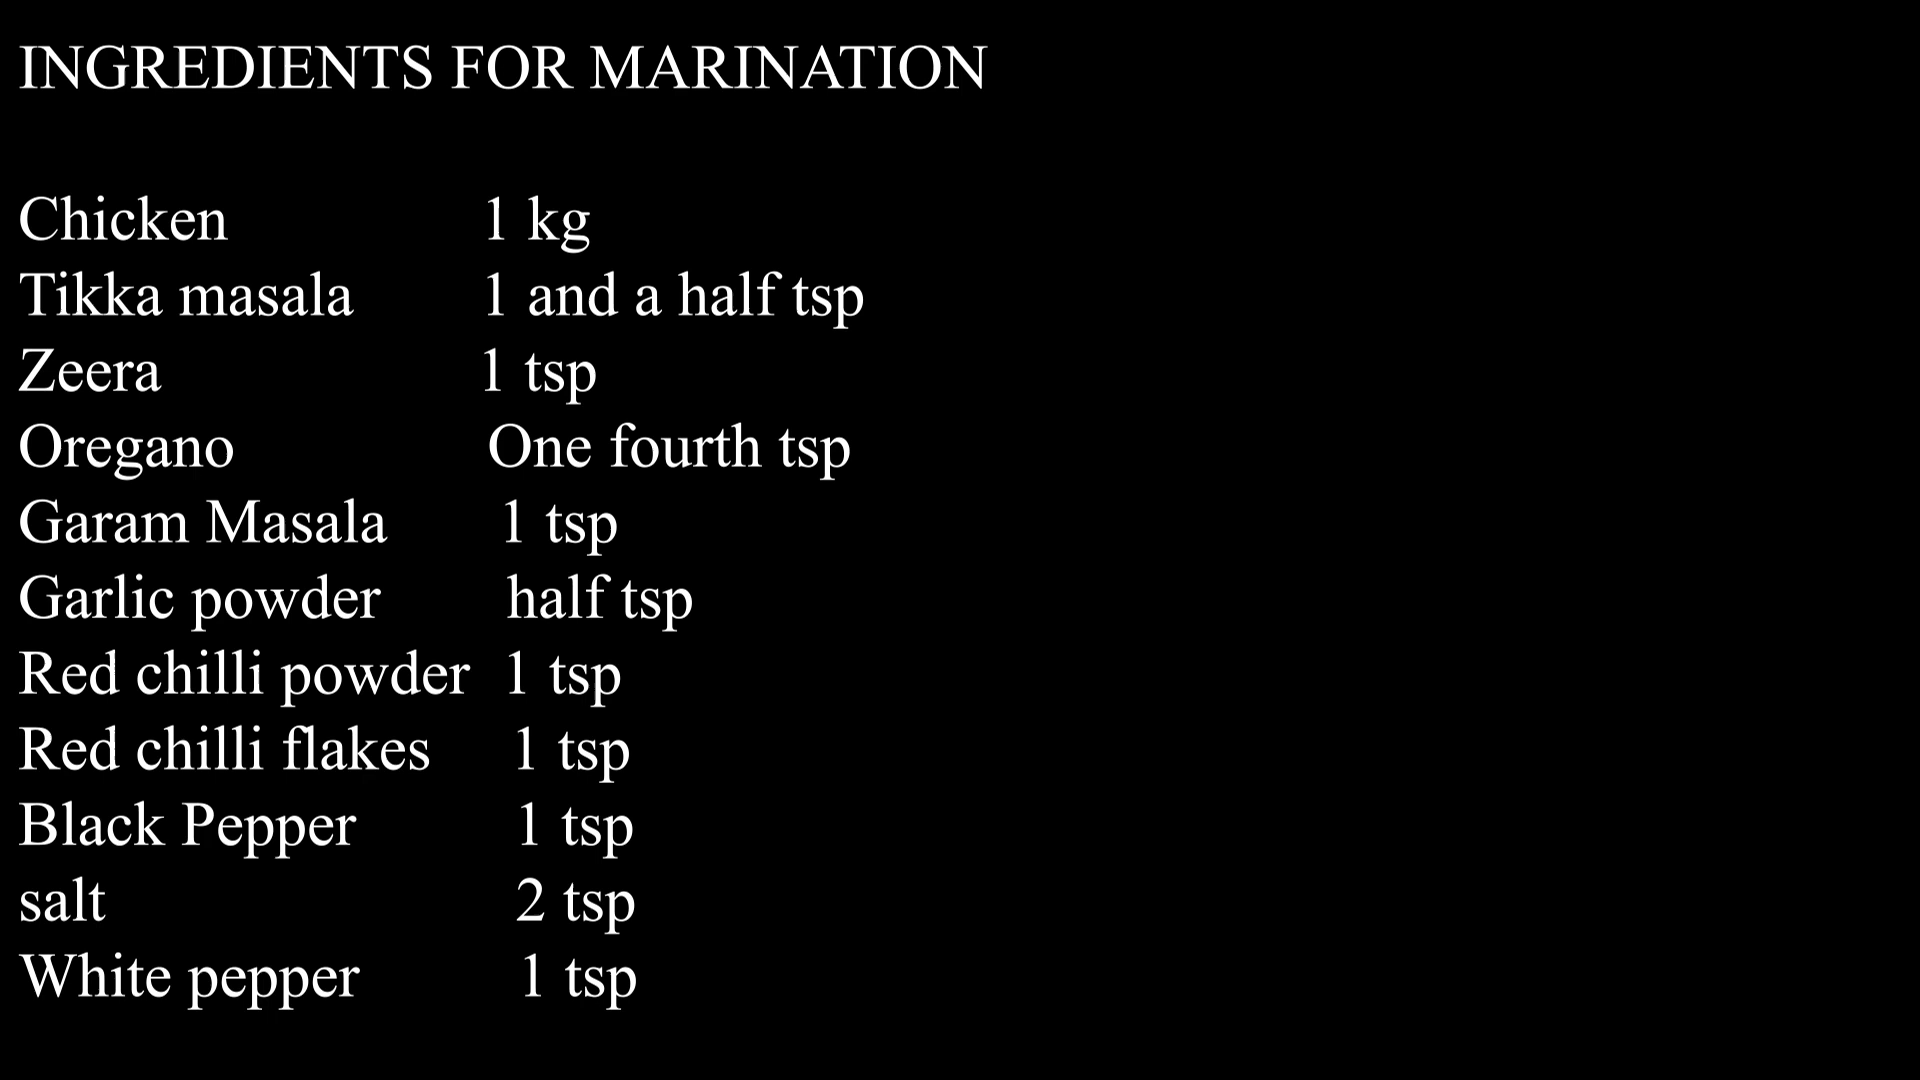 INGREDIENTS FOR MARINATION
Chicken 1 kg
Tikka masala 1 and a half tsp
Zeera 1 tsp
Oregano One fourth tsp
Garam Masala 1 tsp
Garlic powder half tsp
Red chilli powder 1 tsp
Red chilli flakes 1 tsp
Black Pepper 1 tsp
salt 2 tsp
White pepper 1 tsp